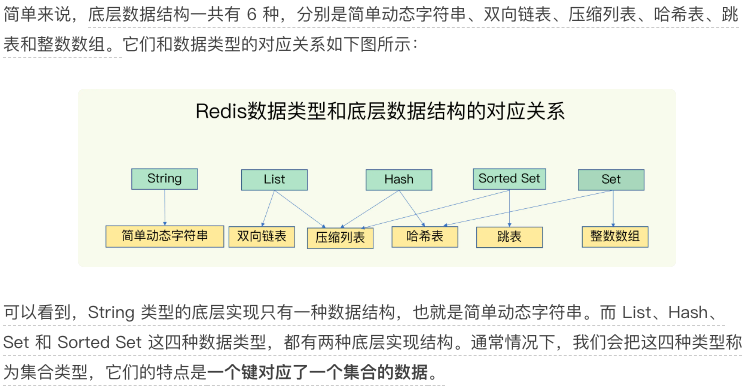 简单来说，底层数据结构一共有 6 种，分别是简单动态字符串、双向链表、压缩列表、哈希表、跳
表和整数数组。它们和数据类型的对应关系如下图所示：
Redis数据类型和底层数据结构的对应关系
String List Hash Sorted Set Set
简单动态字符串 双向链表 压缩列表 哈希表 跳表 整数数组
可以看到，String 类型的底层实现只有一种数据结构，也就是简单动态字符串。而 List、Hash、
Set 和 Sorted Set 这四种数据类型，都有两种底层实现结构。通常情况下，我们会把这四种类型称
为集合类型，它们的特点是一个键对应了一个集合的数据。